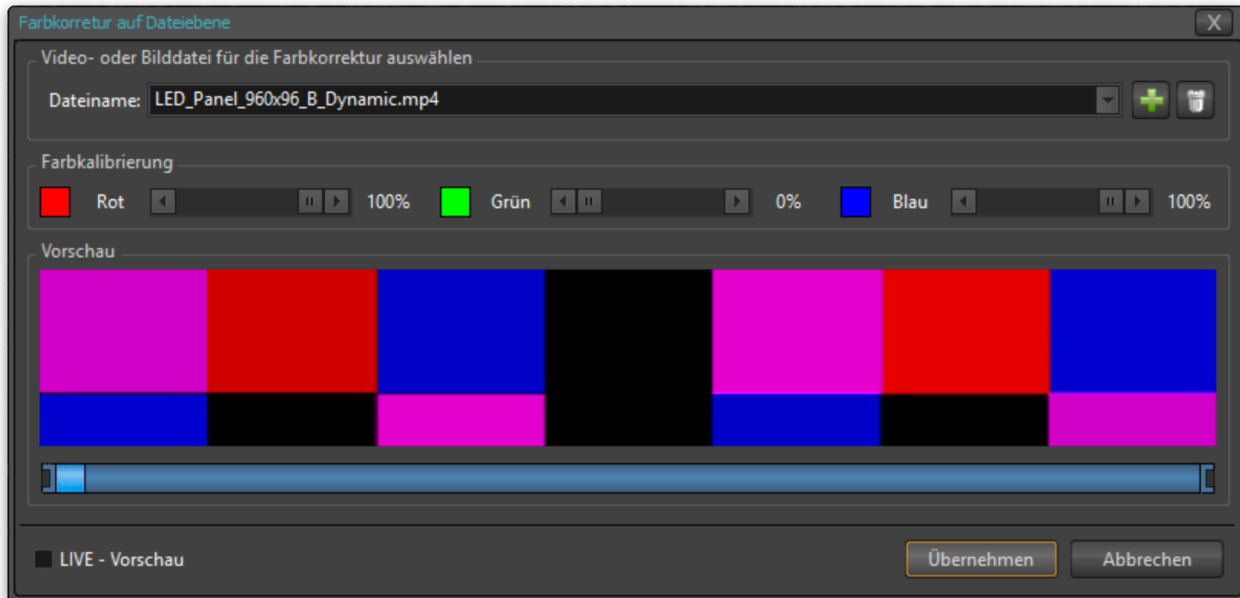 Farbkorretur auf Dateiebene
X
Video- oder Bilddatei für die Farbkorrektur auswählen
Dateiname: LED_Panel_960x96_B_Dynamic.mp4
Farbkalibrierung
Rot 100% Grün 0% Blau 100%
Vorschau
LIVE - Vorschau Übernehmen Abbrechen